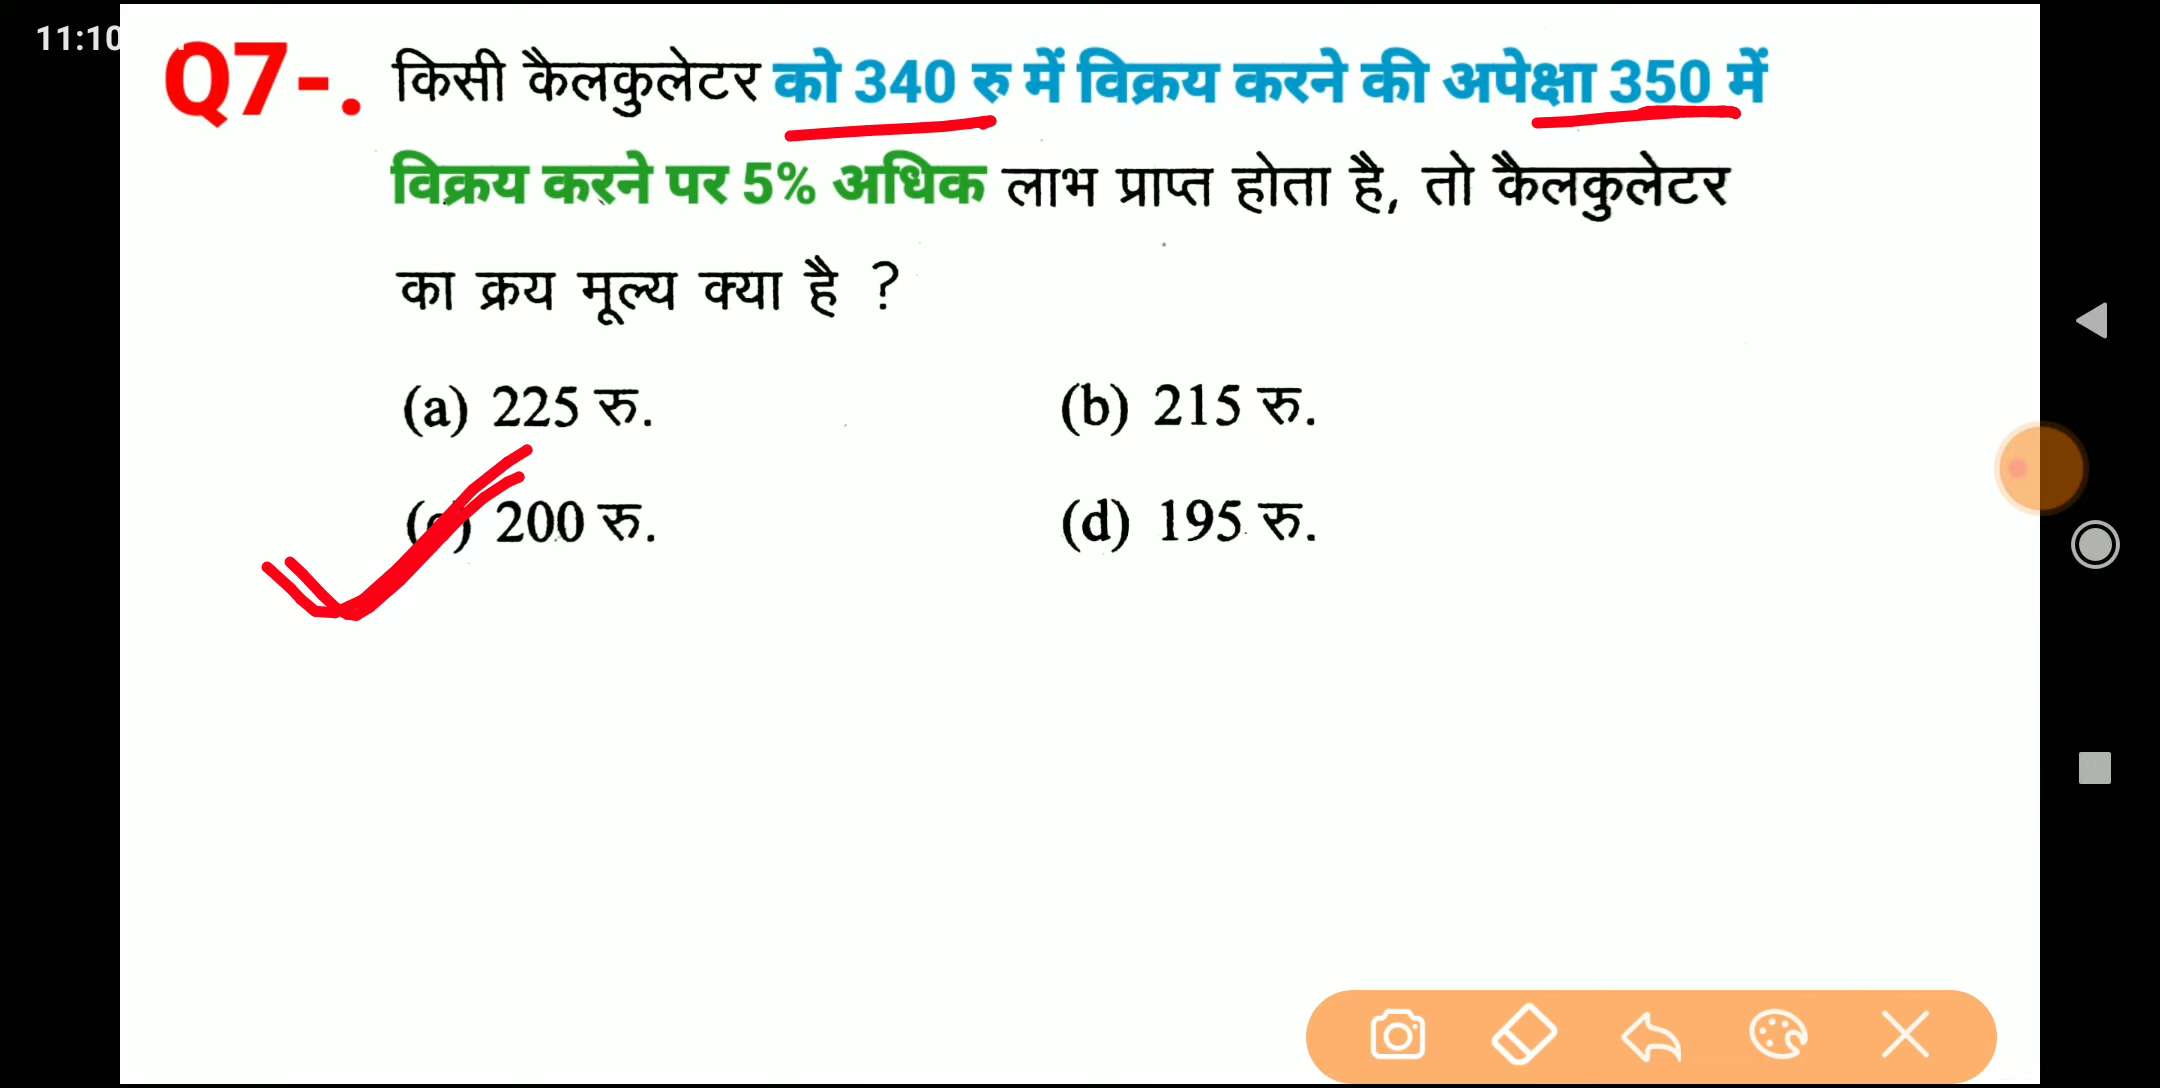 11:10
Q7-. किसी कैलकुलेटर को 340 रु में विक्रय करने की अपेक्षा 350 में
विक्रय करने पर 5% अधिक लाभ प्राप्त होता है, तो कैलकुलेटर
का क्रय मूल्य क्या है ?
(a) 225 रु. (b) 215 रु.
(c) 200 रु. (d) 195 रु.